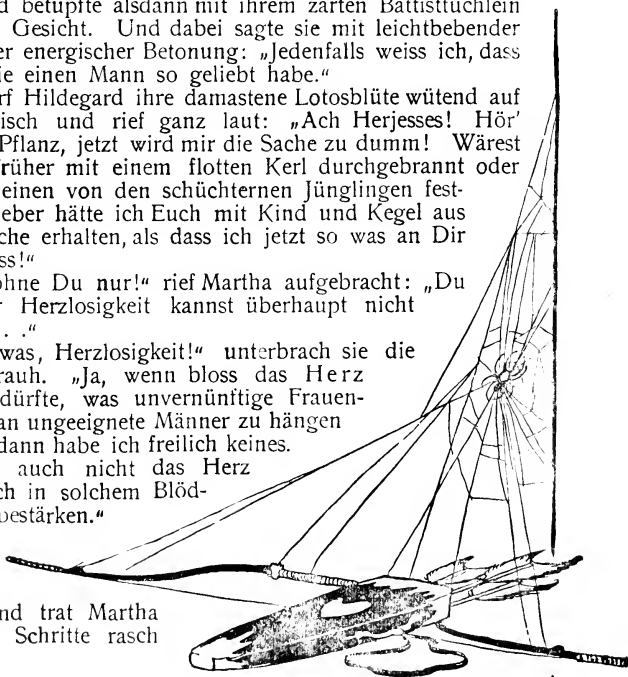 d betupfte alsdann mit ihrem zarten Battisttüchlein
Gesicht. Und dabei sagte sie mit leichtbebender
er energischer Betonung: „Jedenfalls weiss ich, dass
ie einen Mann so geliebt habe.“
rf Hildegard ihre damastene Lotosblüte wütend auf
isch und rief ganz laut: „Ach Herjesses! Hör'
Pflanz, jetzt wird mir die Sache zu dumm! Wärest
früher mit einem flotten Kerl durchgebrannt oder
einen von den schüchternen Jünglingen fest-
eber hätte ich Euch mit Kind und Kegel aus
che erhalten, als dass ich jetzt so was an Dir
ss!“
ohne Du nur!“ rief Martha aufgebracht: „Du
r Herzlosigkeit kannst überhaupt nicht
. .“
was, Herzlosigkeit!“ unterbrach sie die
rauh. „Ja, wenn bloss das Herz
dürfte, was unvernünftige Frauen-
an ungeeignete Männer zu hängen
dann habe ich freilich keines.
auch nicht das Herz
ch in solchem Blöd-
bestärken.“
nd trat Martha
Schritte rasch